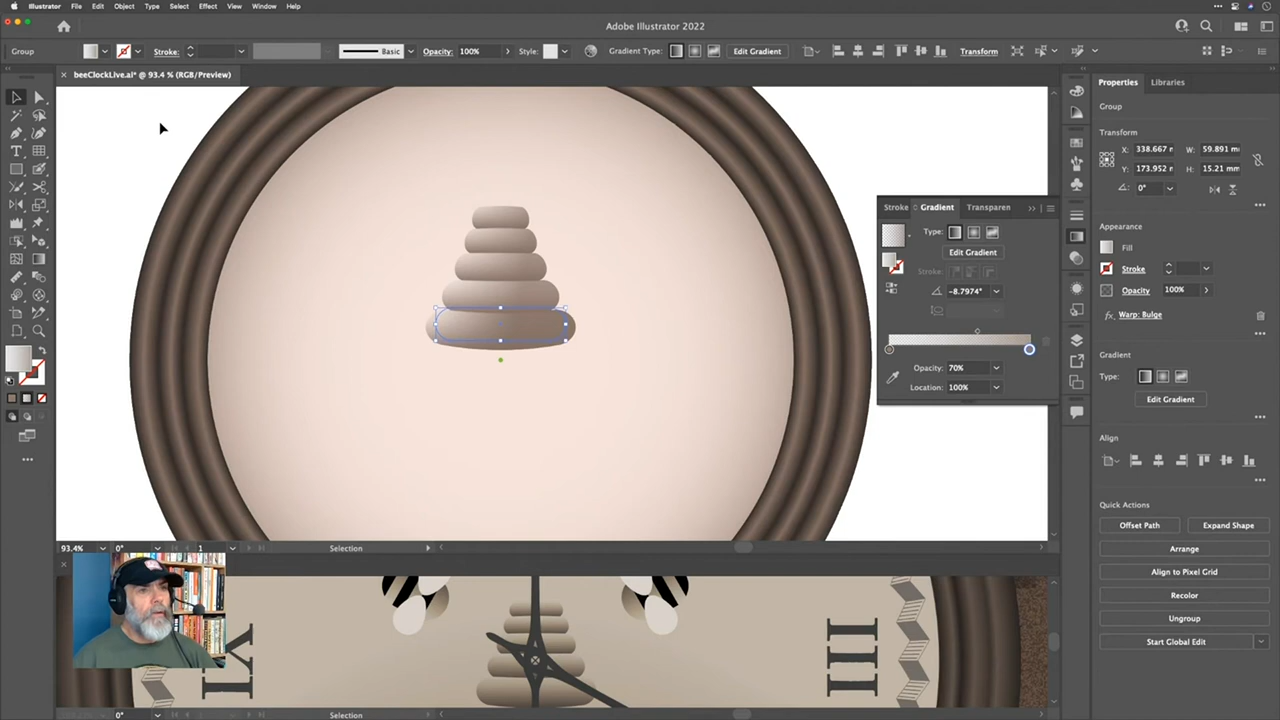 Illustrator File Edit Object Type Select Effect View Window Help
Adobe Illustrator 2022
Group Stroke: Basic Opacity: 100% Style: Gradient Type: Edit Gradient Transform
beeClockLive.ai* @ 93.4 % (RGB/Preview)
Properties Libraries
Group
Transform
X: 338.667 W: 59.891 m
Y: 173.952 H: 15.21 m
0°
Stroke Gradient Transparen
Type:
Edit Gradient
Stroke:
-8.7974°
Opacity: 70%
Location: 100%
Appearance
Fill
Stroke
Opacity 100%
fx Warp: Bulge
Gradient
Type:
Edit Gradient
Align
Quick Actions
Offset Path Expand Shape
Arrange
Align to Pixel Grid
Recolor
Ungroup
Start Global Edit
93.4% 0° 1 Selection
III
0° Selection